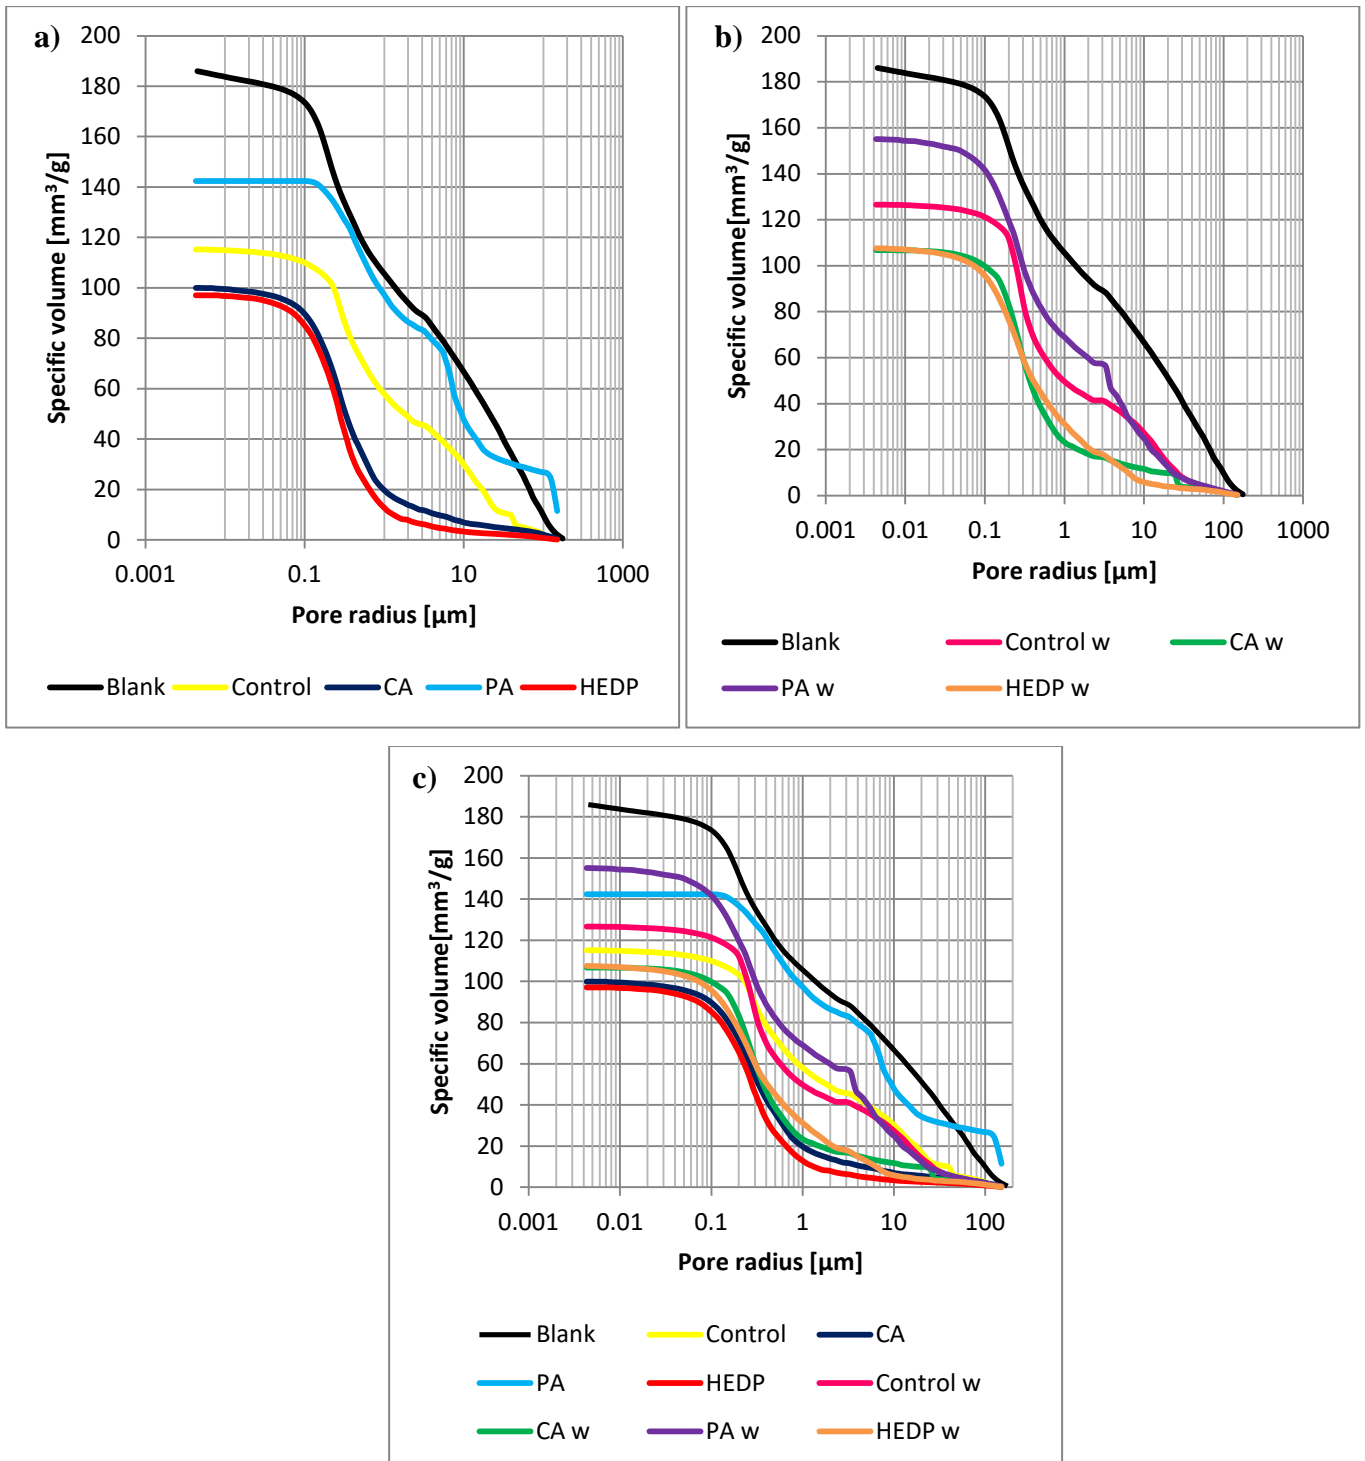 a)
200
180
160
140
120
100
80
60
40
20
0
Specific volume [mm³/g]
0.001 0.1 10 1000
Pore radius [µm]
Blank Control CA PA HEDP
b)
200
180
160
140
120
100
80
60
40
20
0
Specific volume[mm³/g]
0.001 0.01 0.1 1 10 100 1000
Pore radius [µm]
Blank Control w CA w
PA w HEDP w
c)
200
180
160
140
120
100
80
60
40
20
0
Specific volume[mm³/g]
0.001 0.01 0.1 1 10 100
Pore radius [µm]
Blank Control CA
PA HEDP Control w
CA w PA w HEDP w